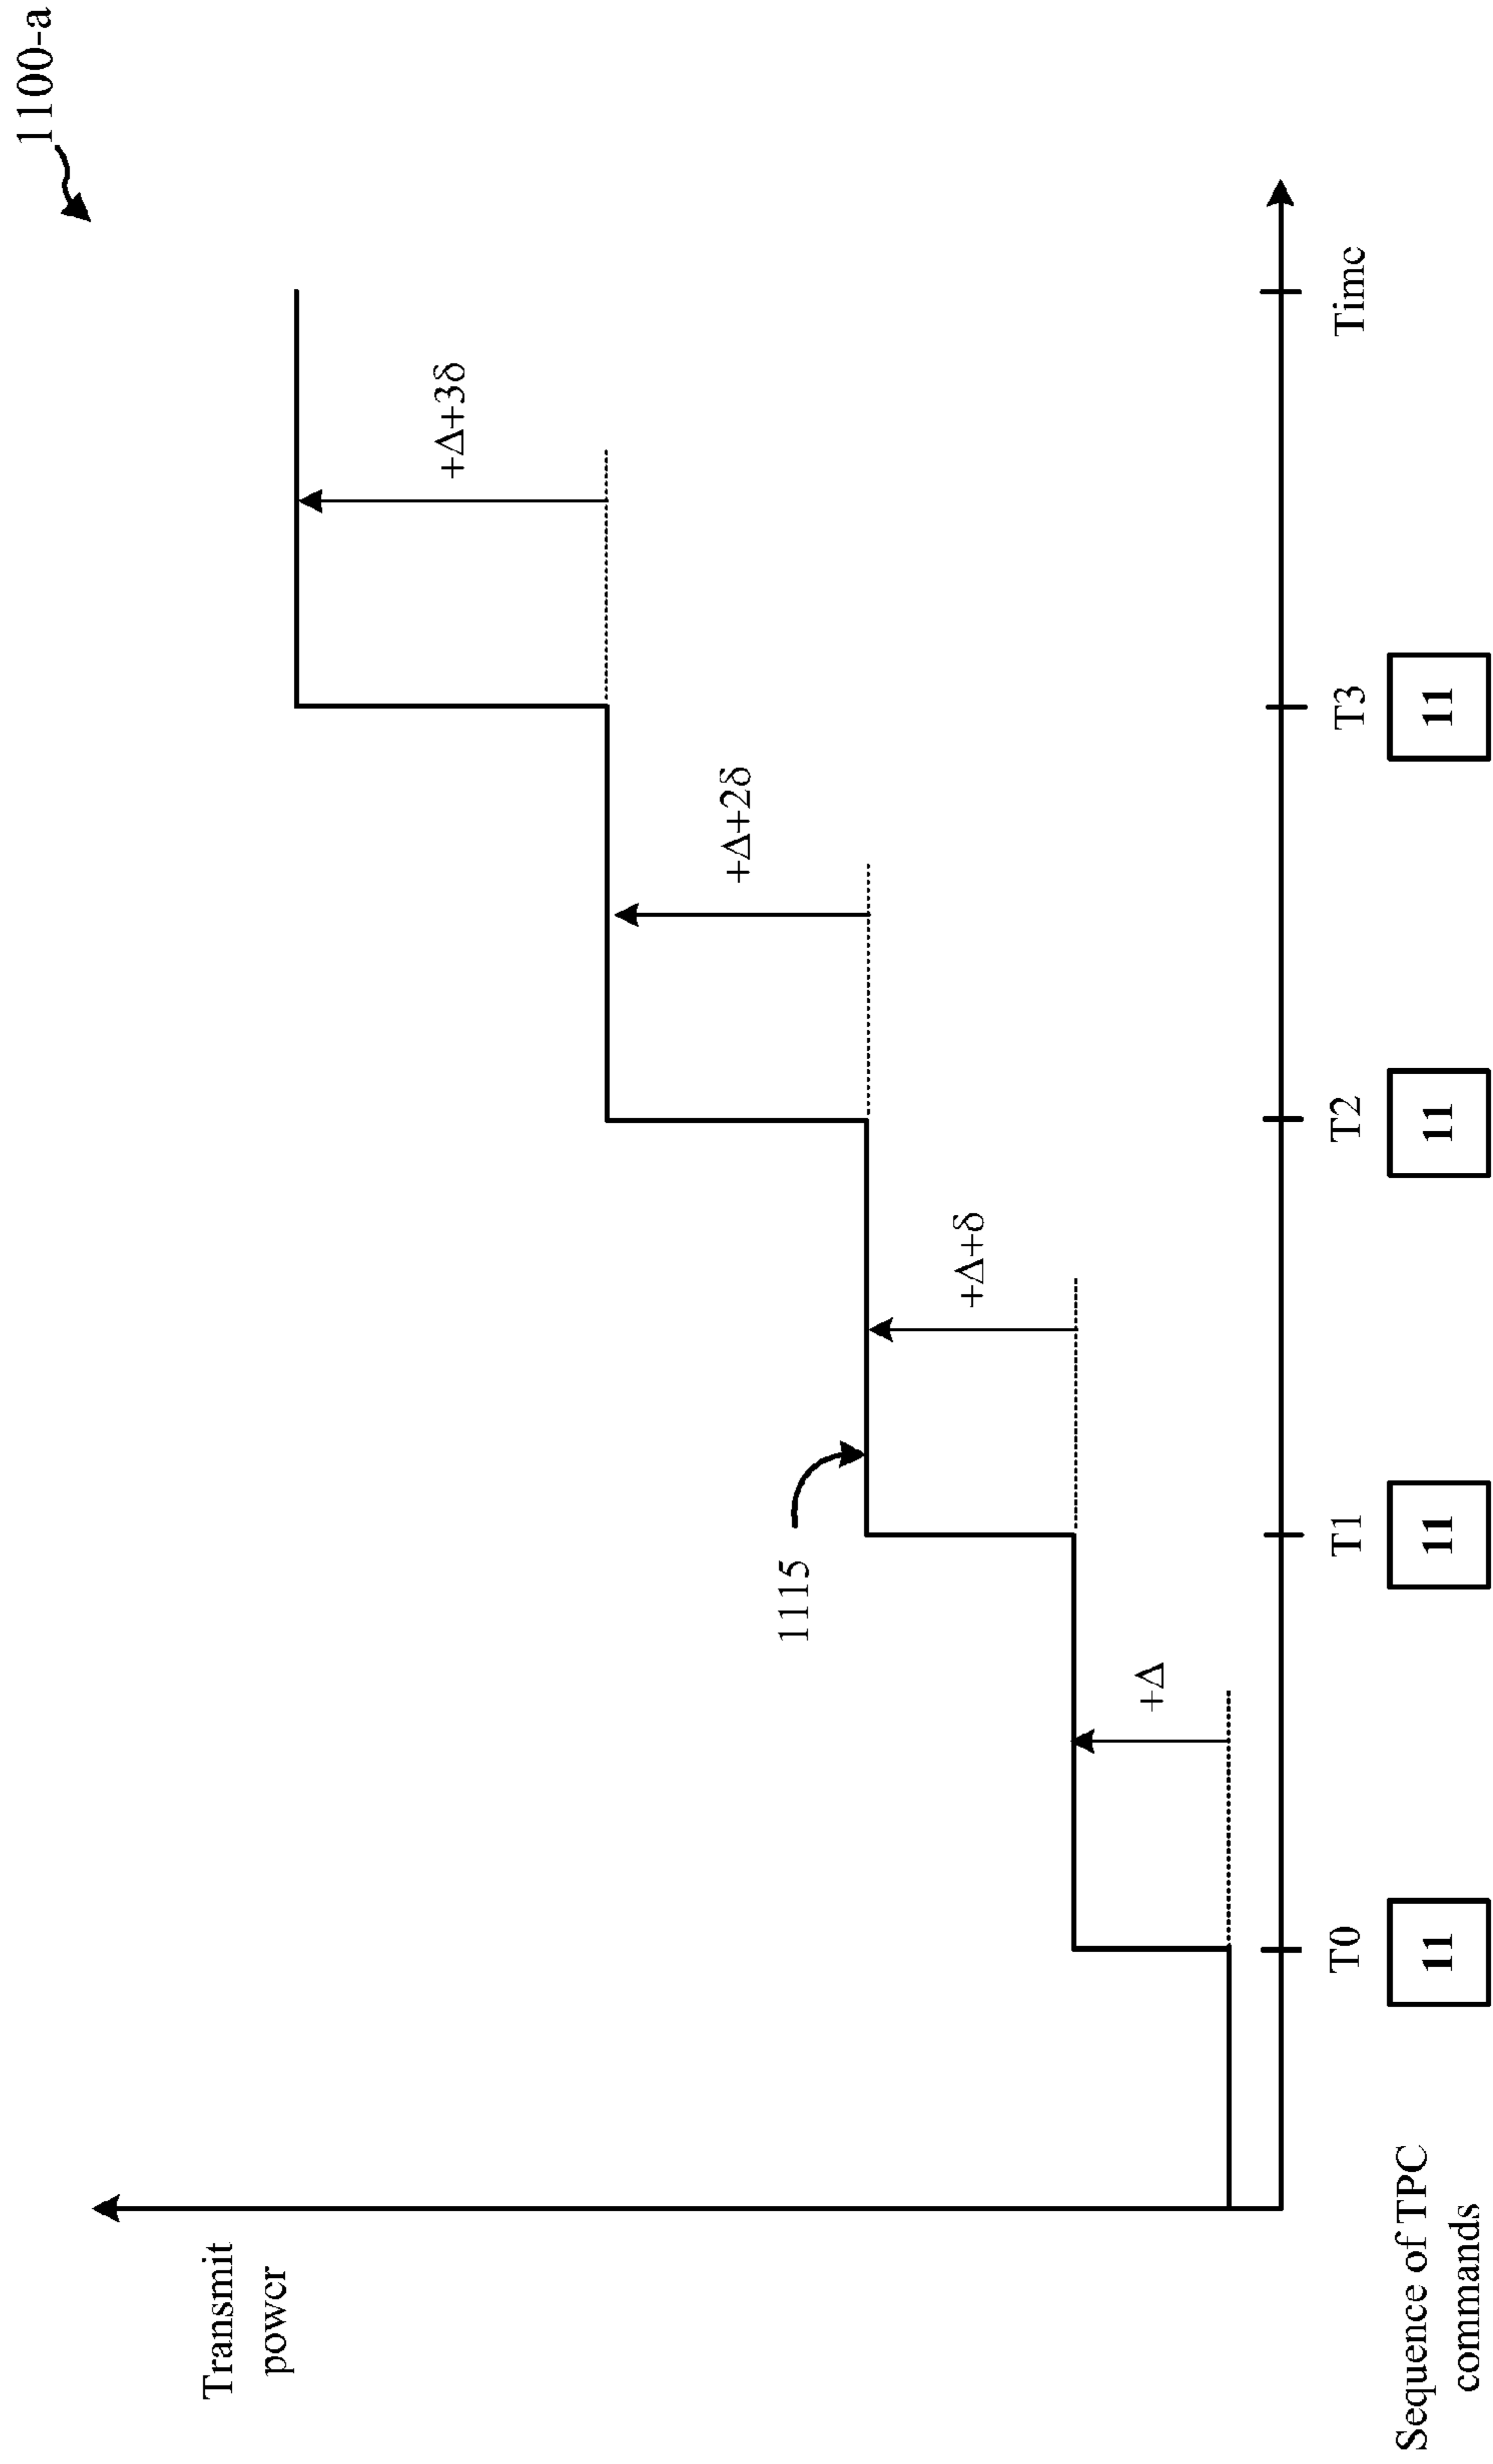 1100-a
Transmit
power
+Δ+3δ
+Δ+2δ
1115
+Δ+δ
+Δ
T0
T1
T2
T3
Time
Sequence of TPC
commands
11
11
11
11